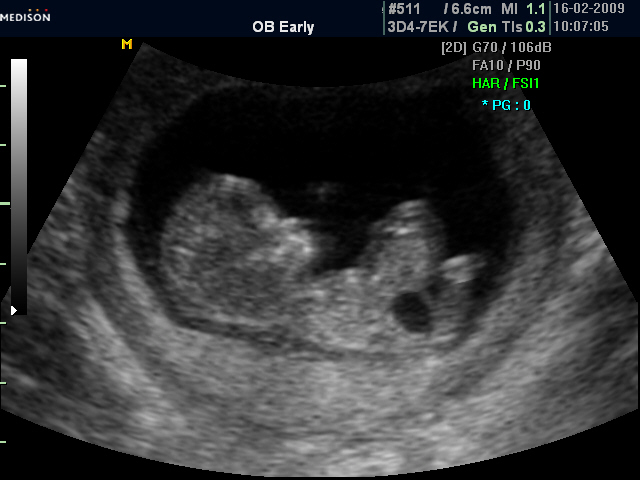 MEDISON
OB Early
#511 / 6.6cm MI 1.1 16-02-2009
3D4-7EK / Gen TIs 0.3 10:07:05
M
[2D] G70 / 106dB
FA10 / P90
HAR / FSI1
* PG : 0